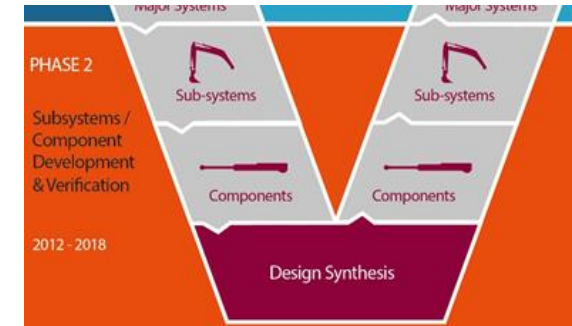 Major Systems
Major Systems
PHASE 2
Sub-systems
Sub-systems
Subsystems /
Component
Development
& Verification
Components
Components
2012 - 2018
Design Synthesis